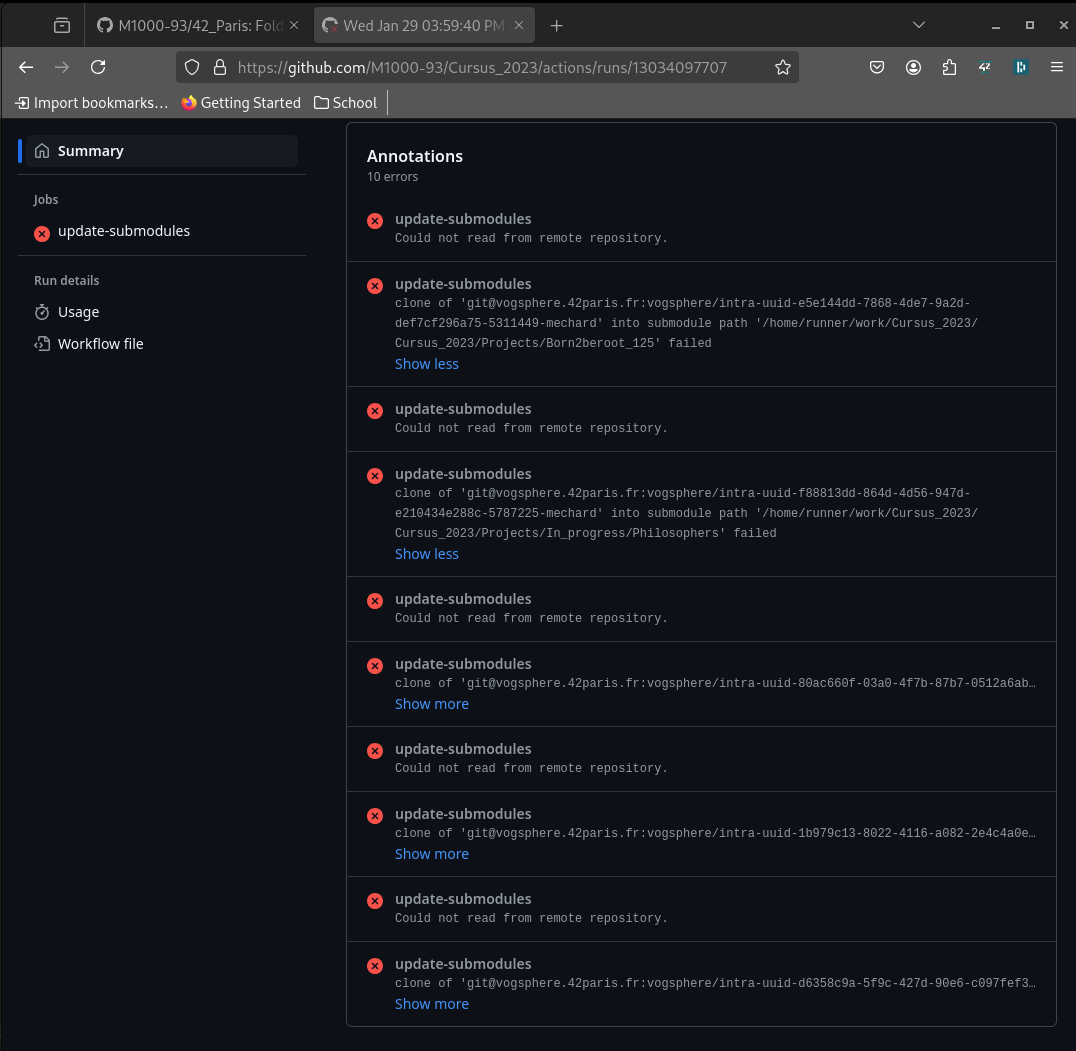 M1000-93/42_Paris: Fold
Wed Jan 29 03:59:40 PM
https://github.com/M1000-93/Cursus_2023/actions/runs/13034097707
42
Import bookmarks…
Getting Started
School
Summary
Jobs
update-submodules
Run details
Usage
Workflow file
Annotations
10 errors
update-submodules
Could not read from remote repository.
update-submodules
clone of 'git@vogsphere.42paris.fr:vogsphere/intra-uuid-e5e144dd-7868-4de7-9a2d-
def7cf296a75-5311449-mechard' into submodule path '/home/runner/work/Cursus_2023/
Cursus_2023/Projects/Born2beroot_125' failed
Show less
update-submodules
Could not read from remote repository.
update-submodules
clone of 'git@vogsphere.42paris.fr:vogsphere/intra-uuid-f88813dd-864d-4d56-947d-
e210434e288c-5787225-mechard' into submodule path '/home/runner/work/Cursus_2023/
Cursus_2023/Projects/In_progress/Philosophers' failed
Show less
update-submodules
Could not read from remote repository.
update-submodules
clone of 'git@vogsphere.42paris.fr:vogsphere/intra-uuid-80ac660f-03a0-4f7b-87b7-0512a6ab…
Show more
update-submodules
Could not read from remote repository.
update-submodules
clone of 'git@vogsphere.42paris.fr:vogsphere/intra-uuid-1b979c13-8022-4116-a082-2e4c4a0e…
Show more
update-submodules
Could not read from remote repository.
update-submodules
clone of 'git@vogsphere.42paris.fr:vogsphere/intra-uuid-d6358c9a-5f9c-427d-90e6-c097fef3…
Show more